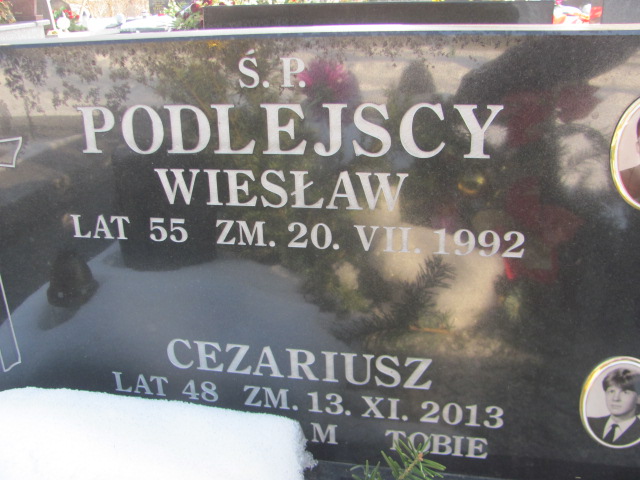 Ś. P.
PODLEJSCY
WIESŁAW
LAT 55 ZM. 20. VII. 1992
CEZARIUSZ
LAT 48 ZM. 13. XI. 2013
M TOBIE